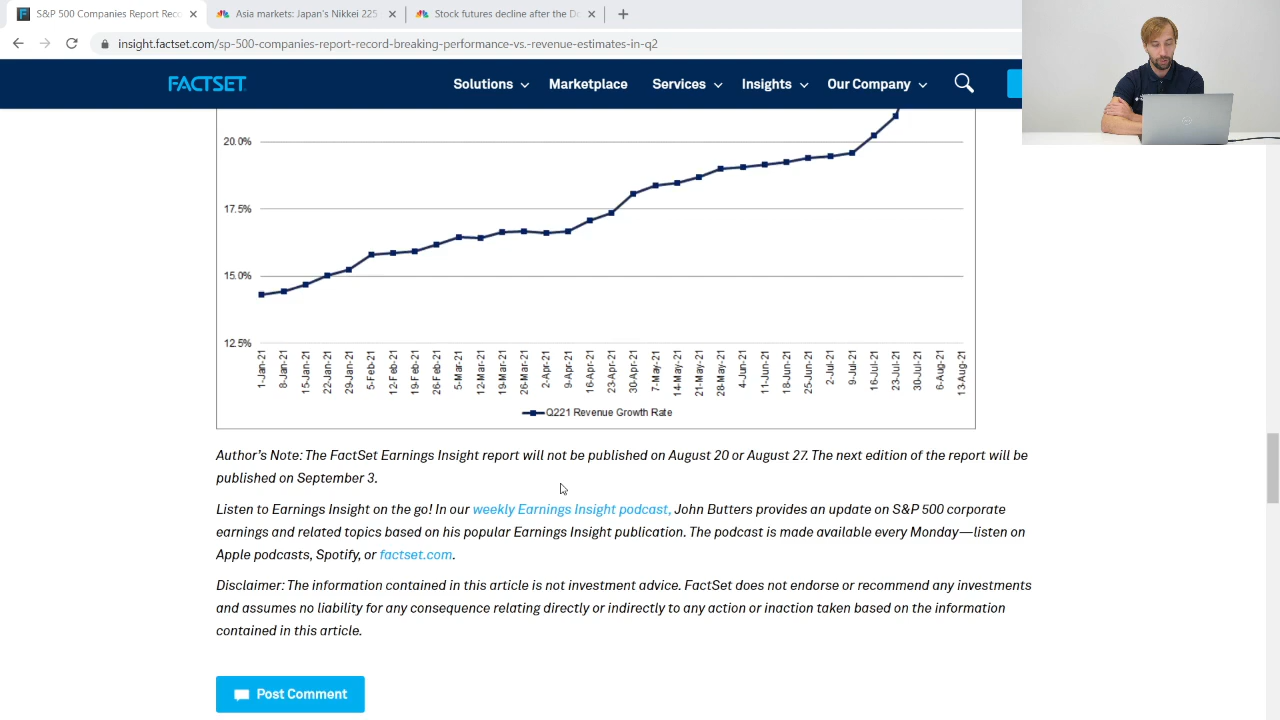 S&P 500 Companies Report Reco
Asia markets: Japan's Nikkei 225
Stock futures decline after the Do
insight.factset.com/sp-500-companies-report-record-breaking-performance-vs.-revenue-estimates-in-q2
FACTSET
Solutions
Marketplace
Services
Insights
Our Company
20.0%
17.5%
15.0%
12.5%
1-Jan-21
8-Jan-21
15-Jan-21
22-Jan-21
29-Jan-21
5-Feb-21
12-Feb-21
19-Feb-21
26-Feb-21
5-Mar-21
12-Mar-21
19-Mar-21
26-Mar-21
2-Apr-21
9-Apr-21
16-Apr-21
23-Apr-21
30-Apr-21
7-May-21
14-May-21
21-May-21
28-May-21
4-Jun-21
11-Jun-21
18-Jun-21
25-Jun-21
2-Jul-21
9-Jul-21
16-Jul-21
23-Jul-21
30-Jul-21
6-Aug-21
13-Aug-21
Q221 Revenue Growth Rate
Author's Note: The FactSet Earnings Insight report will not be published on August 20 or August 27. The next edition of the report will be
published on September 3.
Listen to Earnings Insight on the go! In our weekly Earnings Insight podcast, John Butters provides an update on S&P 500 corporate
earnings and related topics based on his popular Earnings Insight publication. The podcast is made available every Monday—listen on
Apple podcasts, Spotify, or factset.com.
Disclaimer: The information contained in this article is not investment advice. FactSet does not endorse or recommend any investments
and assumes no liability for any consequence relating directly or indirectly to any action or inaction taken based on the information
contained in this article.
Post Comment